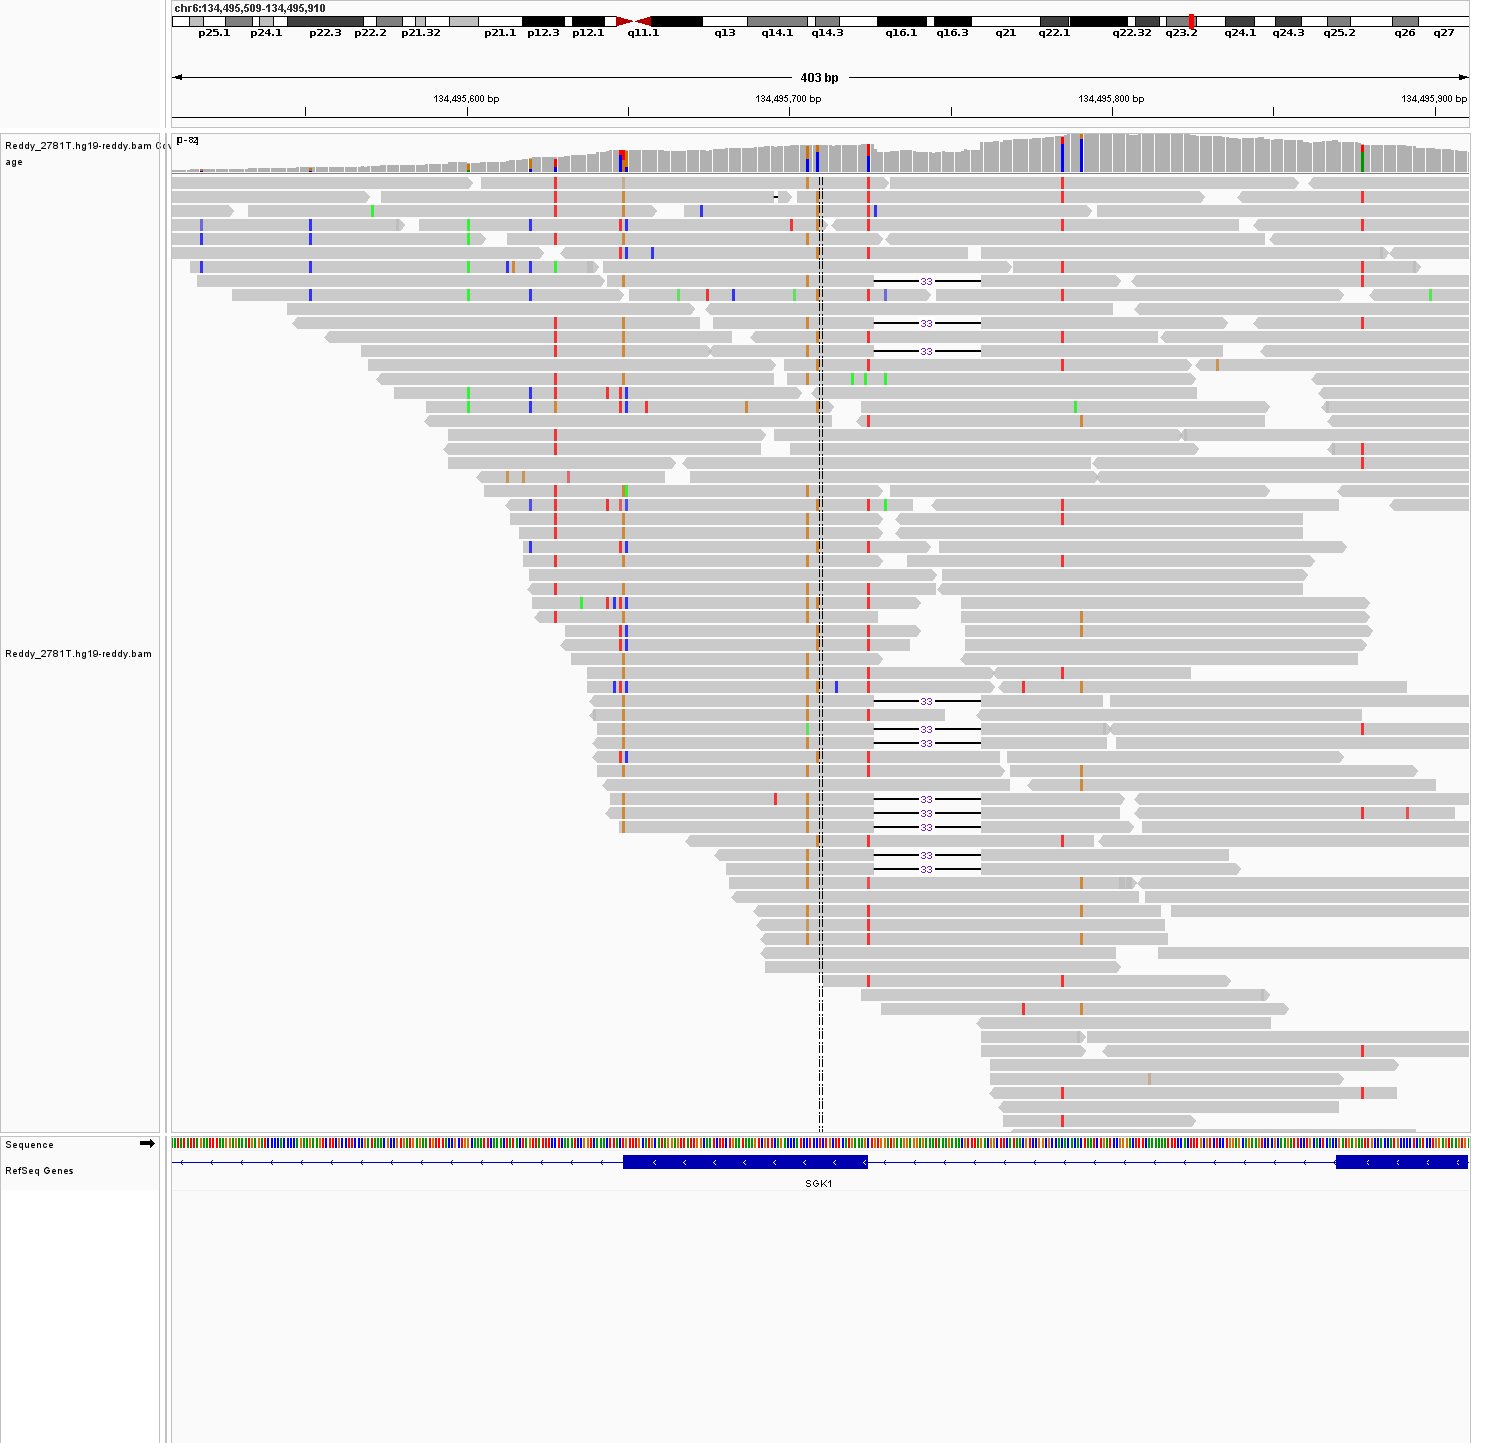 chr6:134,495,509-134,495,910
p25.1 p24.1 p22.3 p22.2 p21.32 p21.1 p12.3 p12.1 q11.1 q13 q14.1 q14.3 q16.1 q16.3 q21 q22.1 q22.32 q23.2 q24.1 q24.3 q25.2 q26 q27
403 bp
134,495,600 bp 134,495,700 bp 134,495,800 bp 134,495,900 bp
Reddy_2781T.hg19-reddy.bam Cov
age
[0-82]
33
33
33
33
33
33
33
33
33
33
33
Reddy_2781T.hg19-reddy.bam
Sequence
RefSeq Genes
SGK1